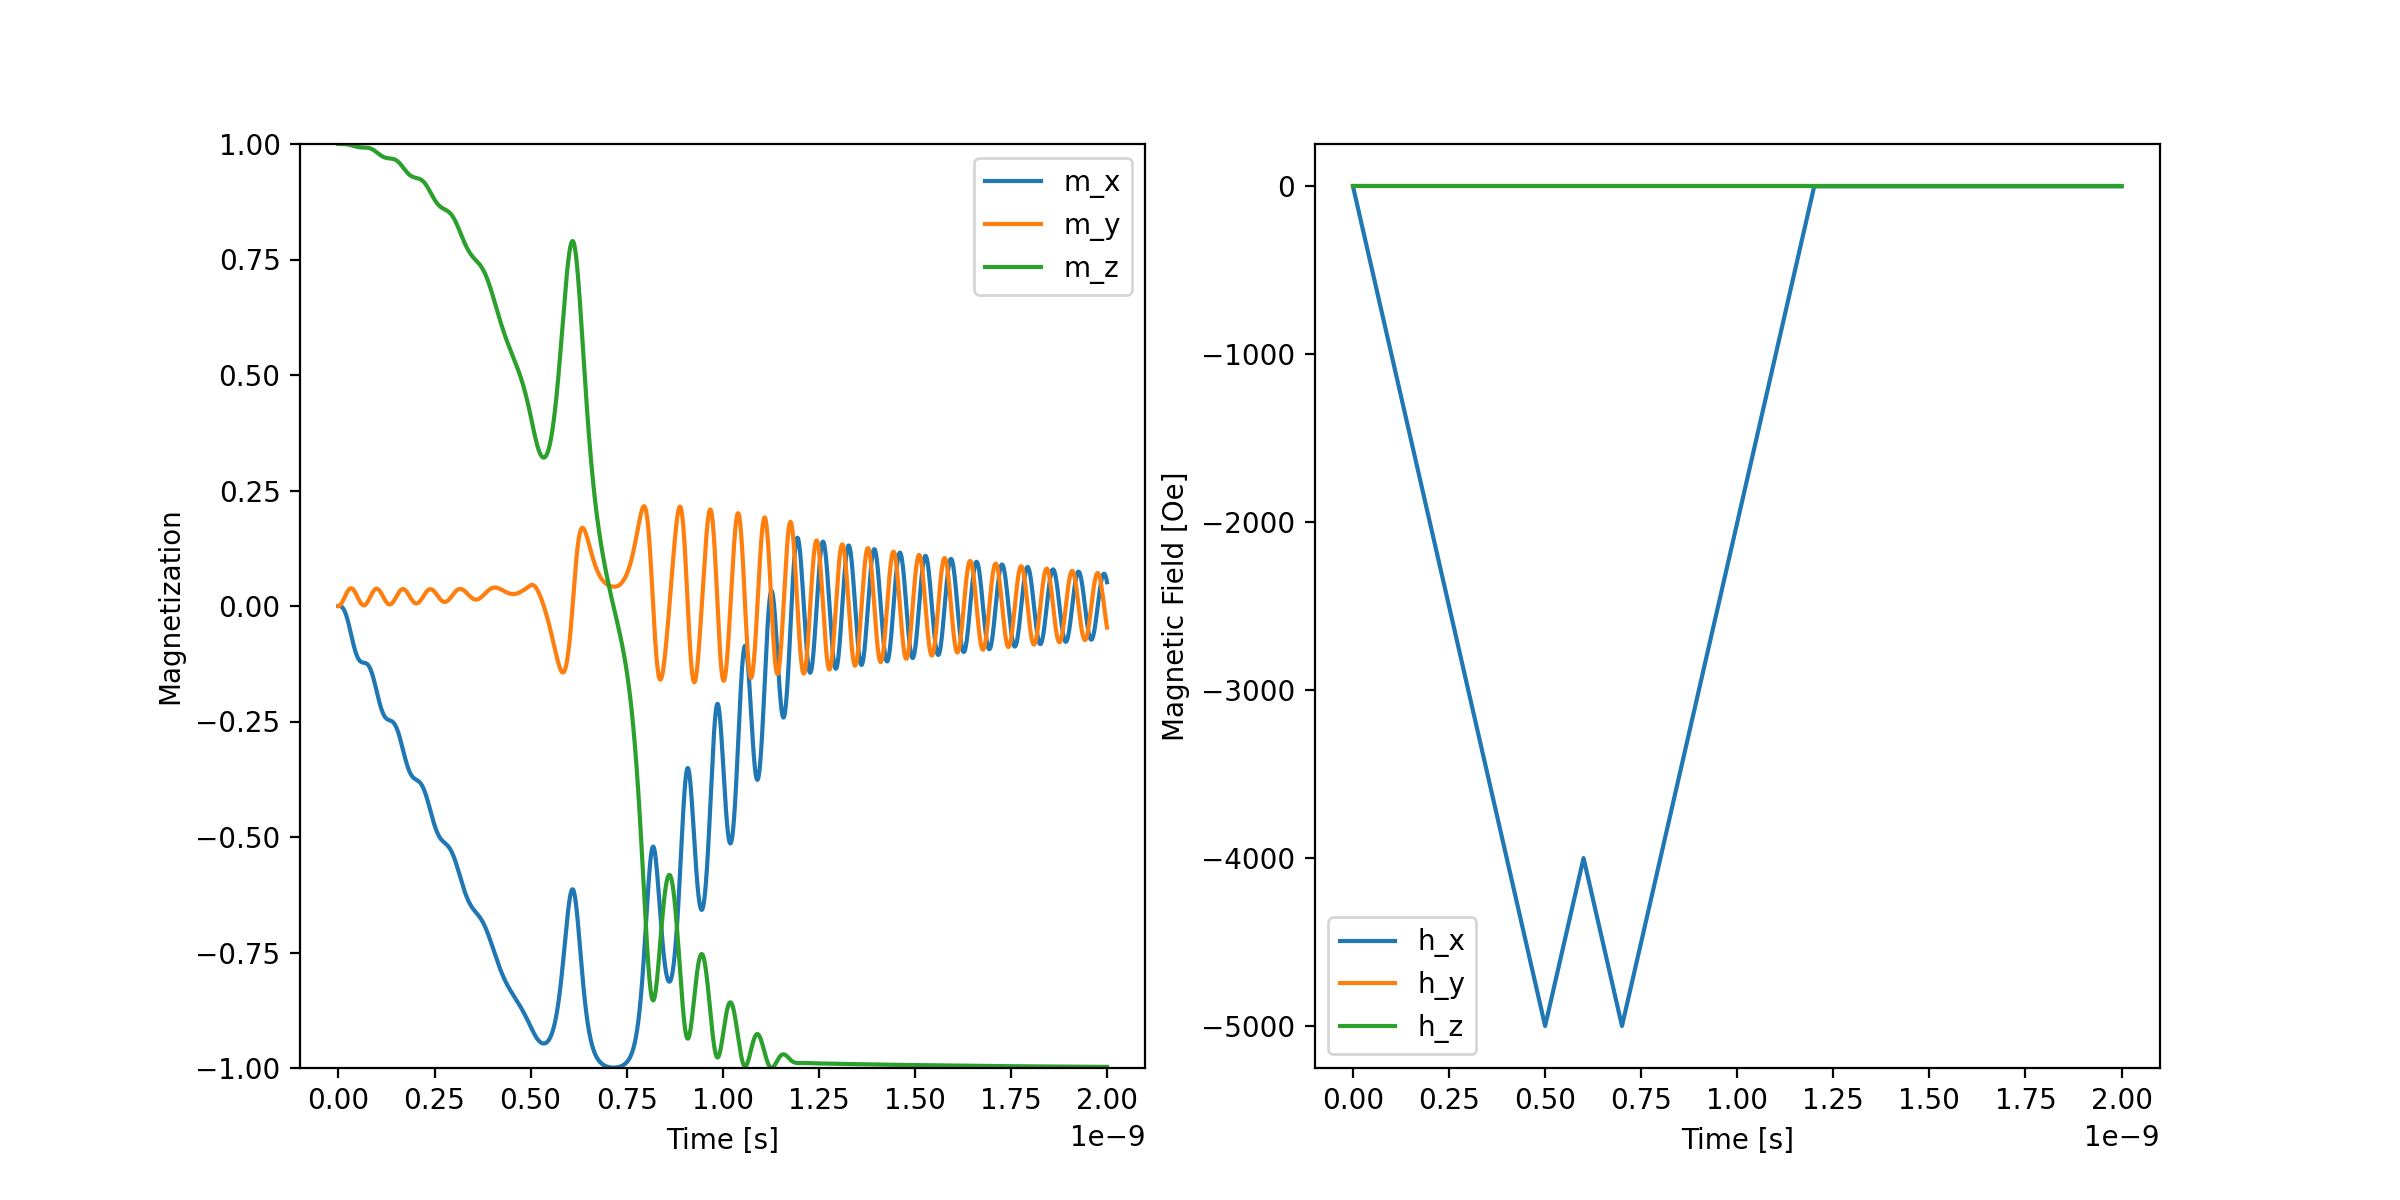 1.00
0.75
0.50
0.25
0.00
−0.25
−0.50
−0.75
−1.00
Magnetization
m_x
m_y
m_z
0.00 0.25 0.50 0.75 1.00 1.25 1.50 1.75 2.00
Time [s]
1e−9
0
−1000
−2000
−3000
−4000
−5000
Magnetic Field [Oe]
h_x
h_y
h_z
0.00 0.25 0.50 0.75 1.00 1.25 1.50 1.75 2.00
Time [s]
1e−9